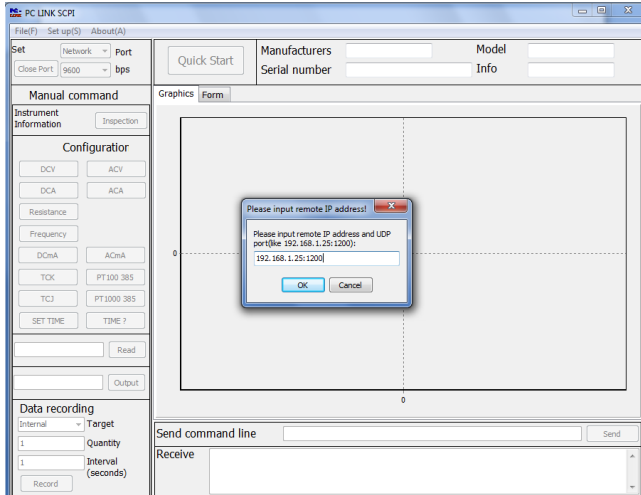 PC LINK SCPI
File(F) Set up(S) About(A)
Set Network Port
Close Port 9600 bps
Quick Start
Manufacturers Model
Serial number Info
Manual command
Graphics Form
Instrument
Information Inspection
Configuratior
DCV ACV
DCA ACA
Resistance
Frequency
DCmA ACmA
TCK PT100 385
TCJ PT1000 385
SET TIME TIME ?
Read
Output
Data recording
Internal Target
1 Quantity
1 Interval
(seconds)
Record
0
0
Please input remote IP address!
Please input remote IP address and UDP
port(like 192.168.1.25:1200):
192.168.1.25:1200
OK Cancel
Send command line Send
Receive